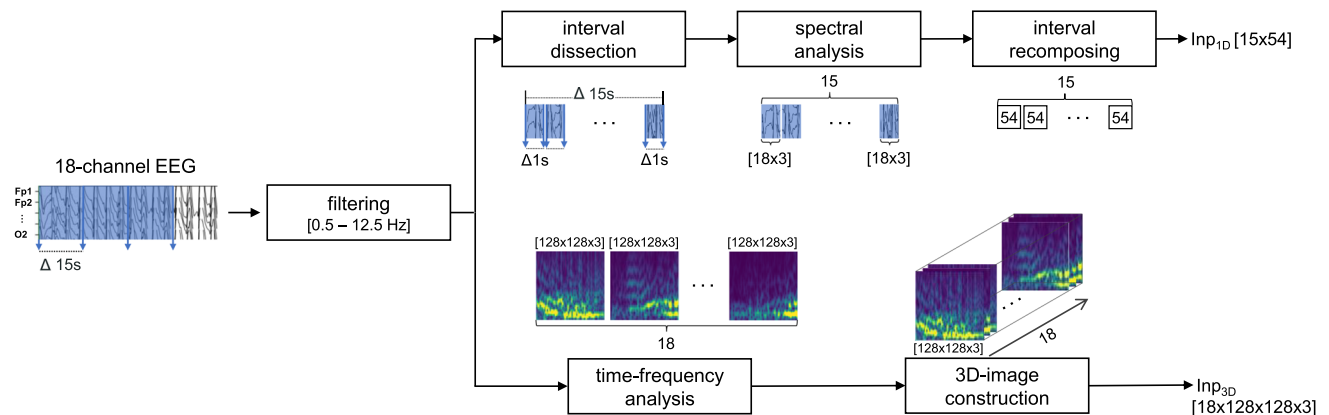 18-channel EEG
Fp1
Fp2
⋮
O2
Δ 15s
filtering
[0.5 – 12.5 Hz]
interval
dissection
spectral
analysis
interval
recomposing
Inp1D [15x54]
Δ 15s
. . .
Δ1s
Δ1s
15
. . .
[18x3]
[18x3]
15
54 54 . . . 54
[128x128x3] [128x128x3] [128x128x3]
. . .
18
time-frequency
analysis
. . .
[128x128x3]
18
3D-image
construction
Inp3D
[18x128x128x3]